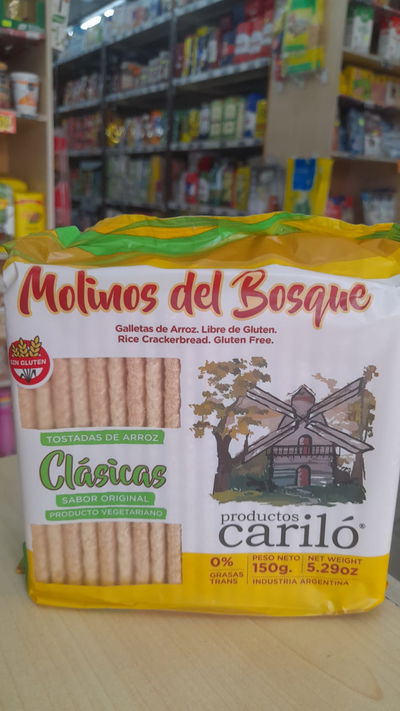 Molinos del Bosque
Galletas de Arroz. Libre de Gluten.
Rice Crackerbread. Gluten Free.
SIN GLUTEN
TOSTADAS DE ARROZ
Clásicas
SABOR ORIGINAL
PRODUCTO VEGETARIANO
productos
cariló®
0%
GRASAS
TRANS
PESO NETO
150g.
NET WEIGHT
5.29oz
INDUSTRIA ARGENTINA